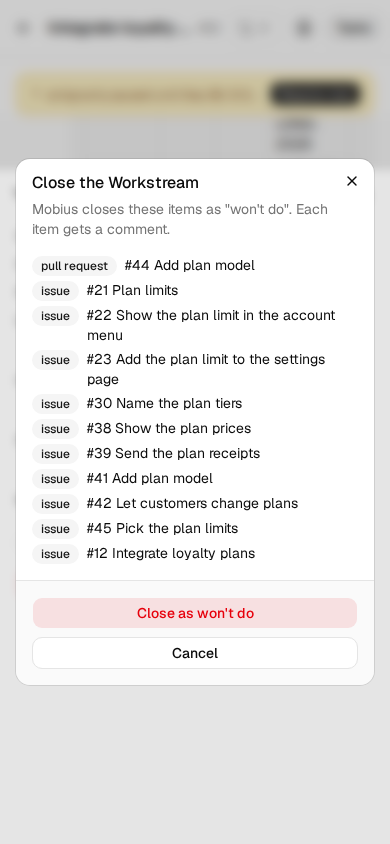 Close the Workstream
Mobius closes these items as "won't do". Each
item gets a comment.
pull request #44 Add plan model
issue #21 Plan limits
issue #22 Show the plan limit in the account
menu
issue #23 Add the plan limit to the settings
page
issue #30 Name the plan tiers
issue #38 Show the plan prices
issue #39 Send the plan receipts
issue #41 Add plan model
issue #42 Let customers change plans
issue #45 Pick the plan limits
issue #12 Integrate loyalty plans
Close as won't do
Cancel